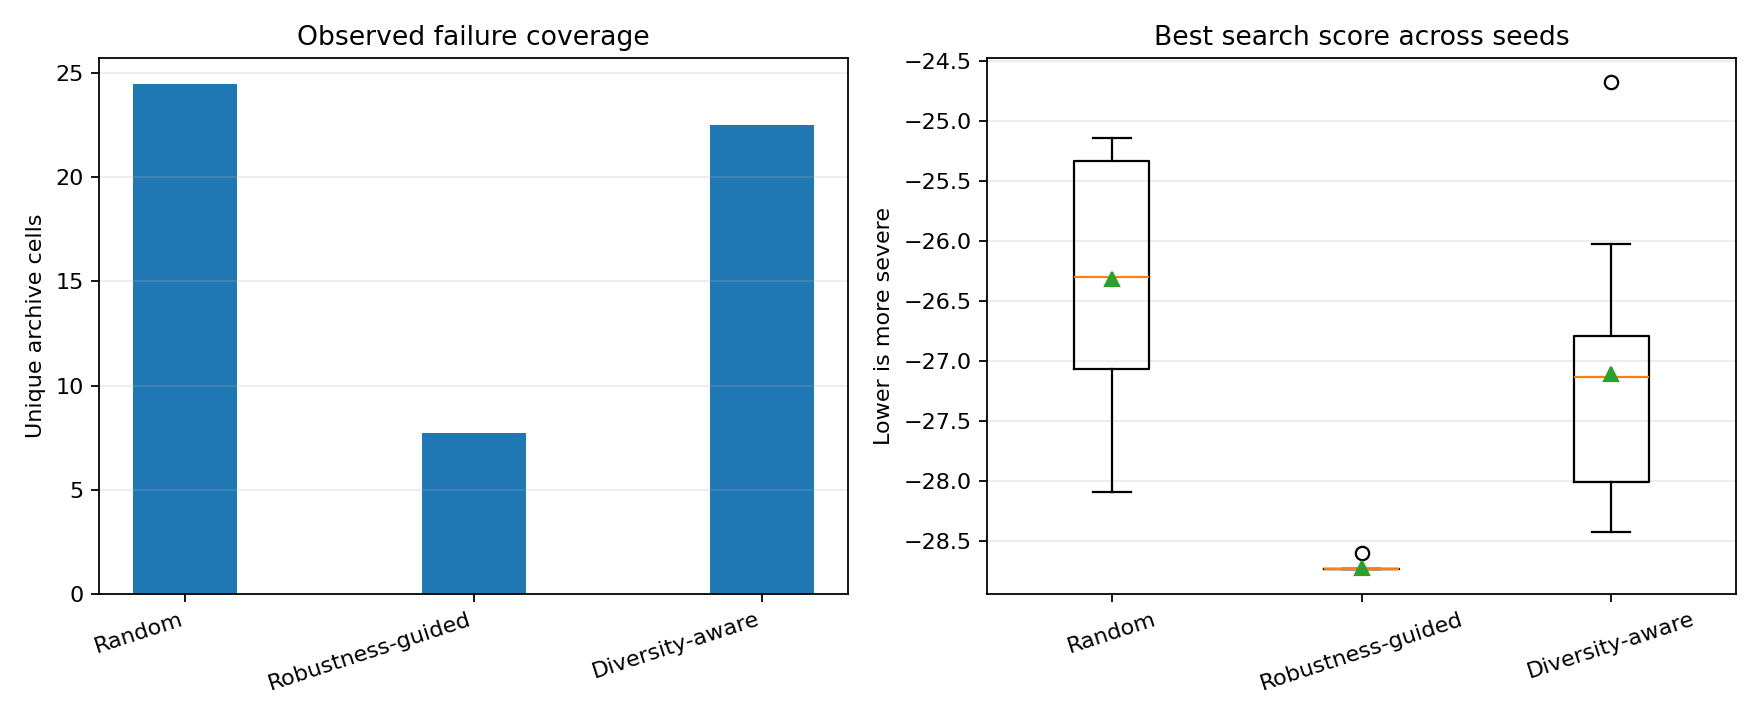 Observed failure coverage
Unique archive cells
25
20
15
10
5
0
Random
Robustness-guided
Diversity-aware
Best search score across seeds
Lower is more severe
−24.5
−25.0
−25.5
−26.0
−26.5
−27.0
−27.5
−28.0
−28.5
Random
Robustness-guided
Diversity-aware